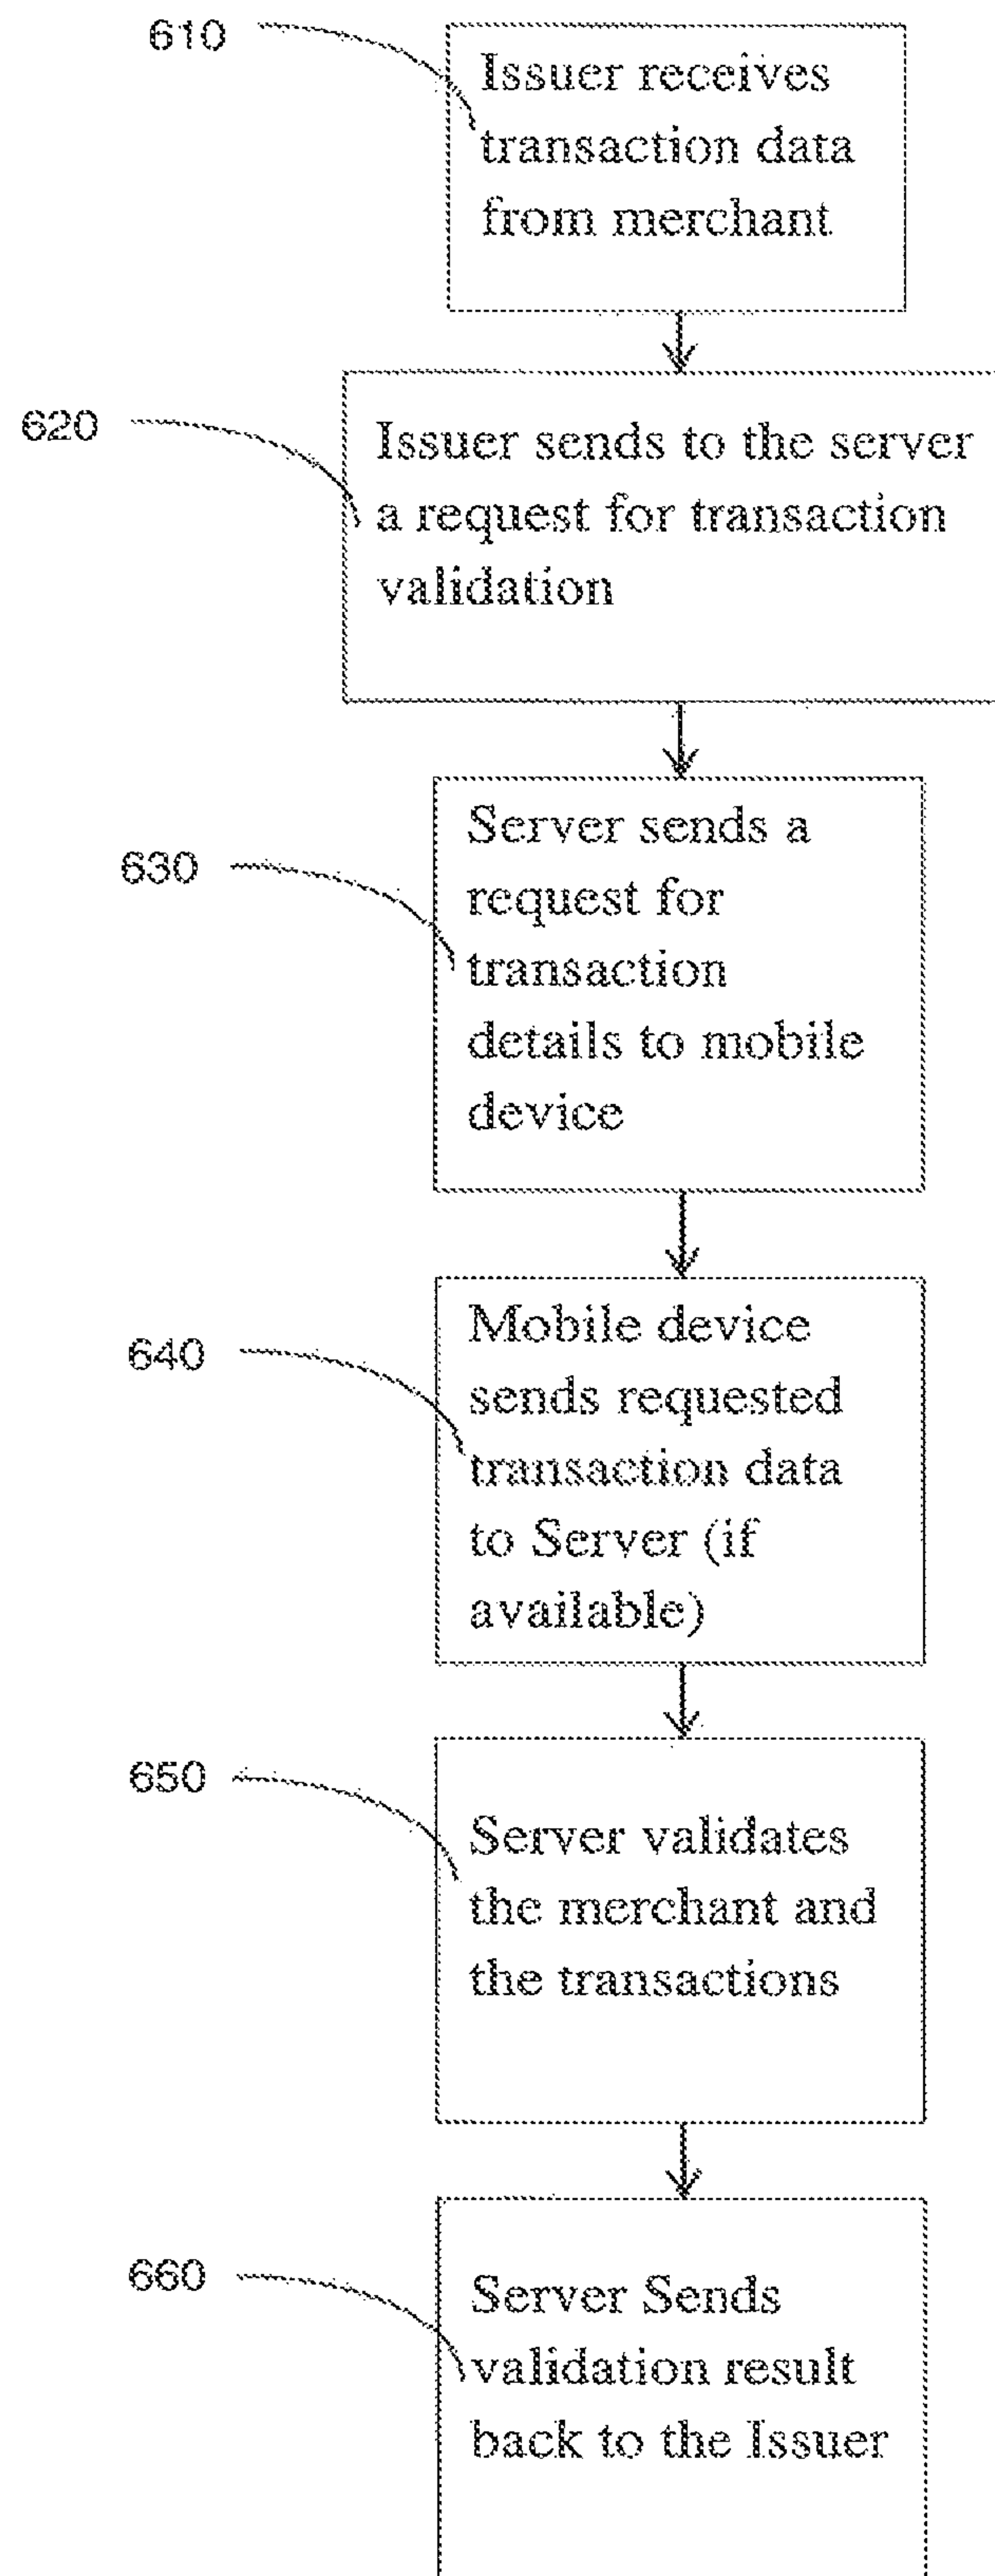 610
Issuer receives
transaction data
from merchant
620
Issuer sends to the server
a request for transaction
validation
630
Server sends a
request for
transaction
details to mobile
device
640
Mobile device
sends requested
transaction data
to Server (if
available)
650
Server validates
the merchant and
the transactions
660
Server Sends
validation result
back to the Issuer